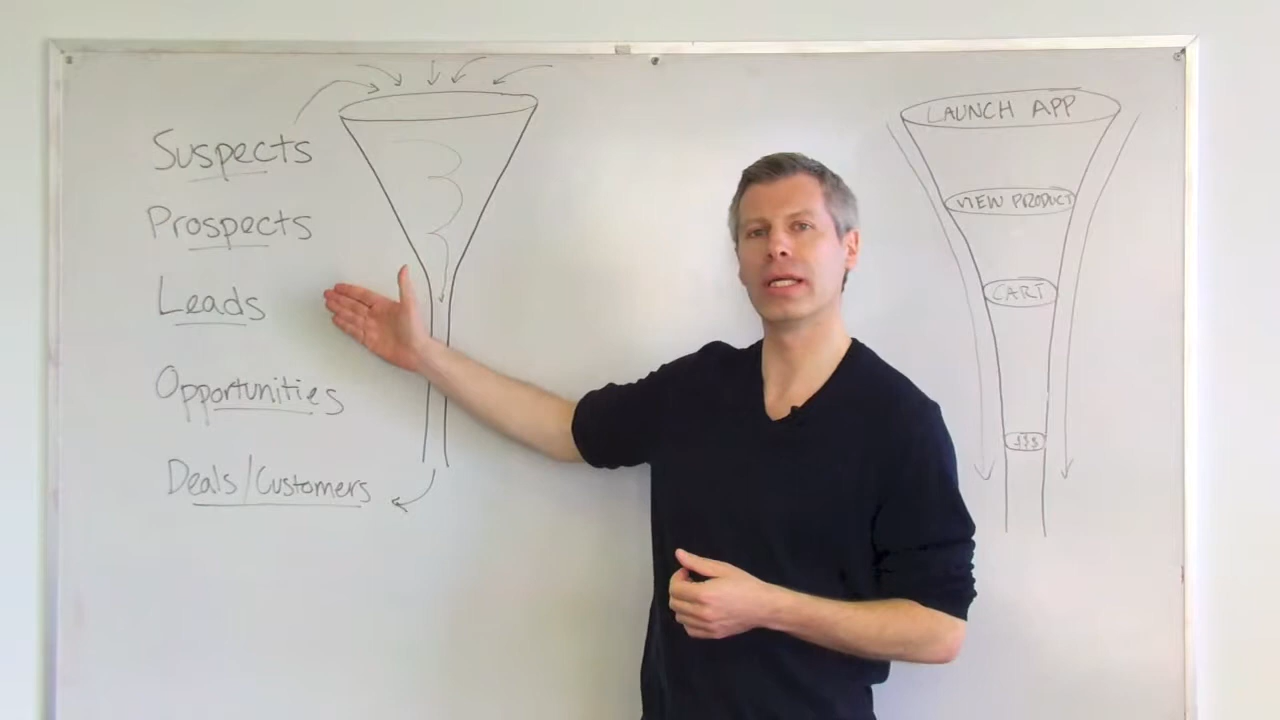 Suspects
Prospects
Leads
Opportunities
Deals/Customers
LAUNCH APP
VIEW PRODUCT
CART
$$$